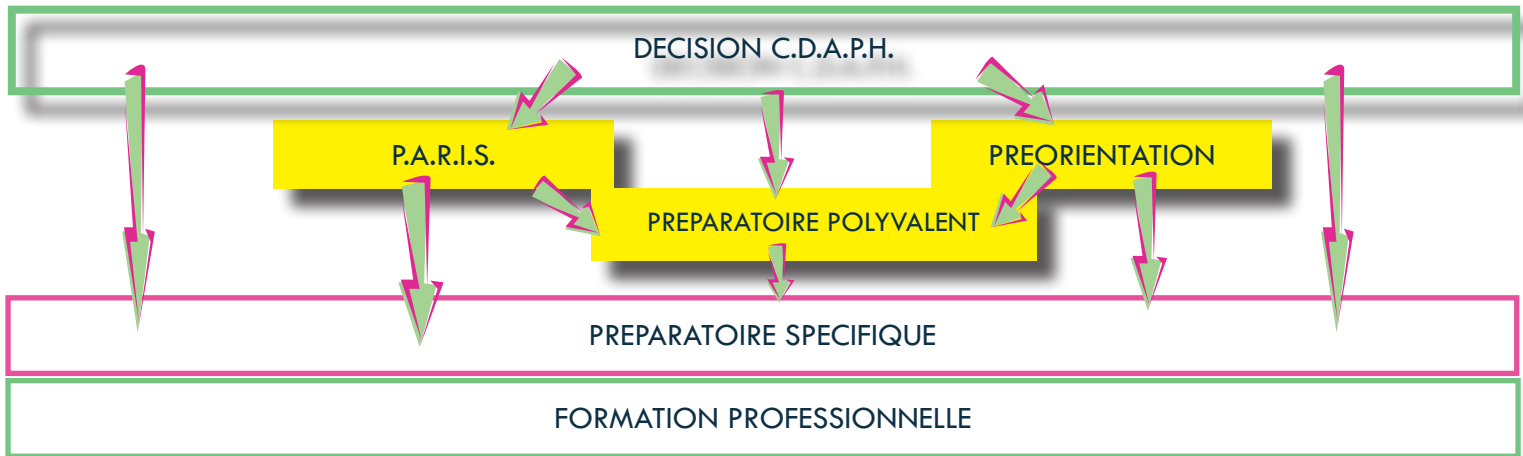 DECISION C.D.A.P.H.
P.A.R.I.S.
PREORIENTATION
PREPARATOIRE POLYVALENT
PREPARATOIRE SPECIFIQUE
FORMATION PROFESSIONNELLE